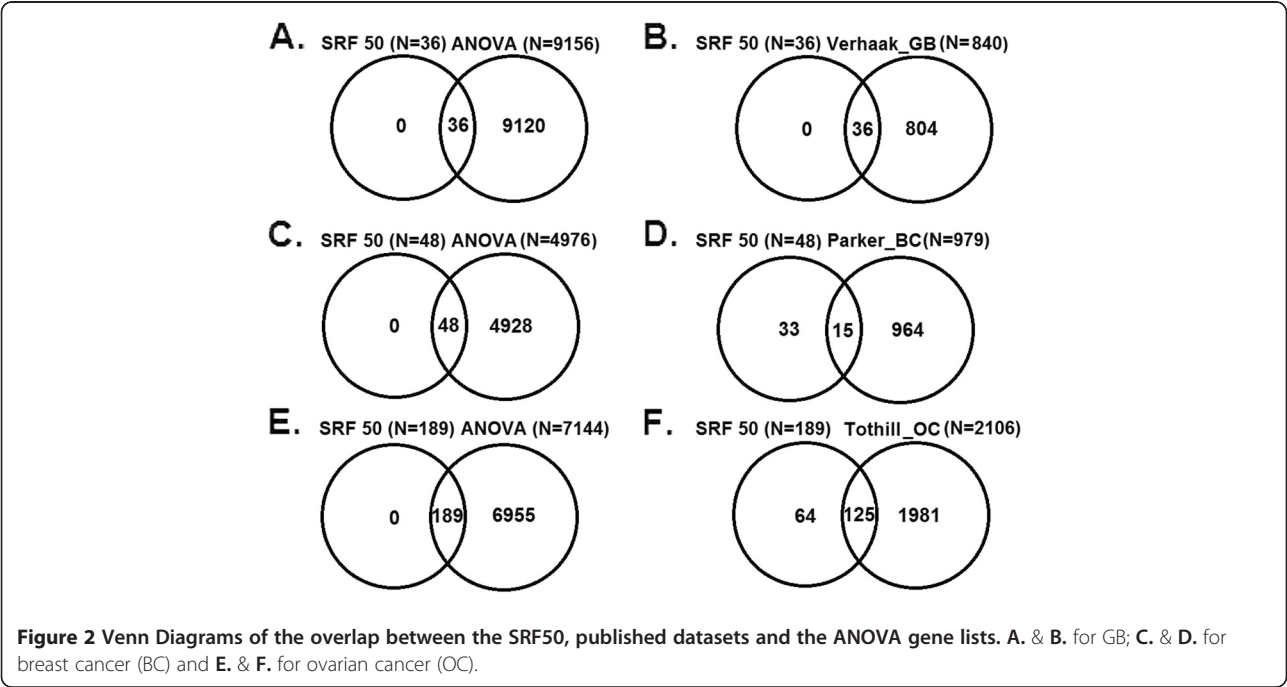 A. SRF 50 (N=36) ANOVA (N=9156)
0 36 9120
B. SRF 50 (N=36) Verhaak_GB (N=840)
0 36 804
C. SRF 50 (N=48) ANOVA (N=4976)
0 48 4928
D. SRF 50 (N=48) Parker_BC(N=979)
33 15 964
E. SRF 50 (N=189) ANOVA (N=7144)
0 189 6955
F. SRF 50 (N=189) Tothill_OC (N=2106)
64 125 1981
Figure 2 Venn Diagrams of the overlap between the SRF50, published datasets and the ANOVA gene lists. A. & B. for GB; C. & D. for
breast cancer (BC) and E. & F. for ovarian cancer (OC).